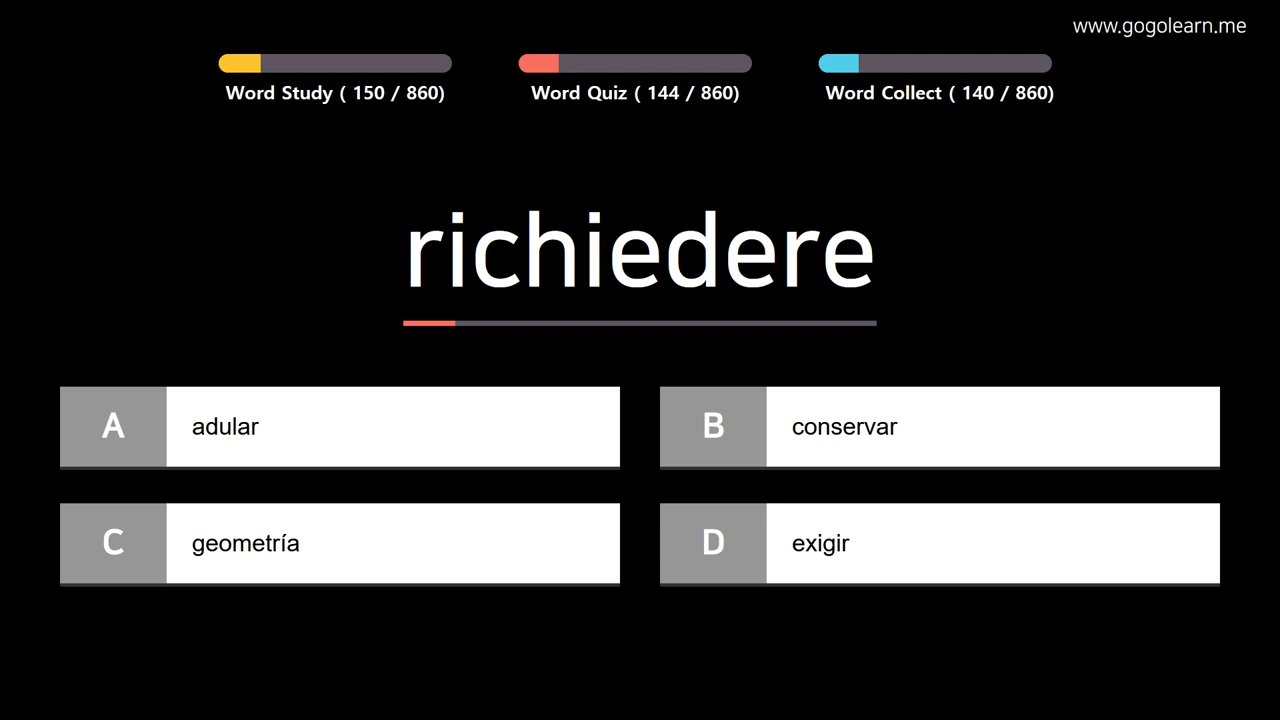 www.gogolearn.me
Word Study ( 150 / 860)
Word Quiz ( 144 / 860)
Word Collect ( 140 / 860)
richiedere
A adular
B conservar
C geometría
D exigir